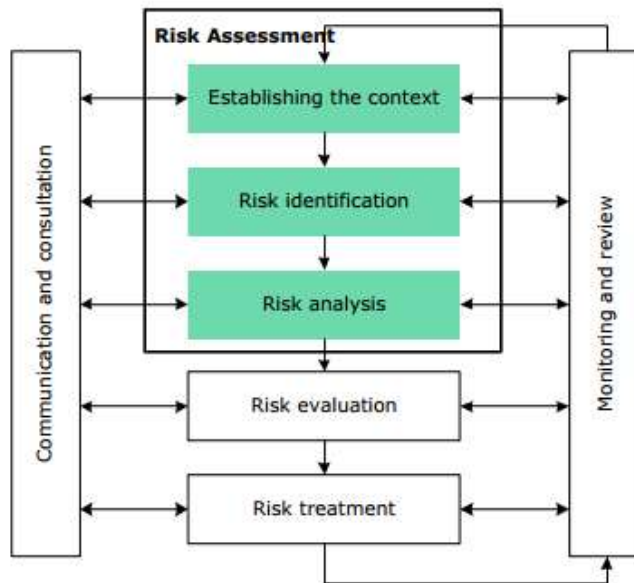 Risk Assessment
Establishing the context
Risk identification
Risk analysis
Risk evaluation
Risk treatment
Communication and consultation
Monitoring and review